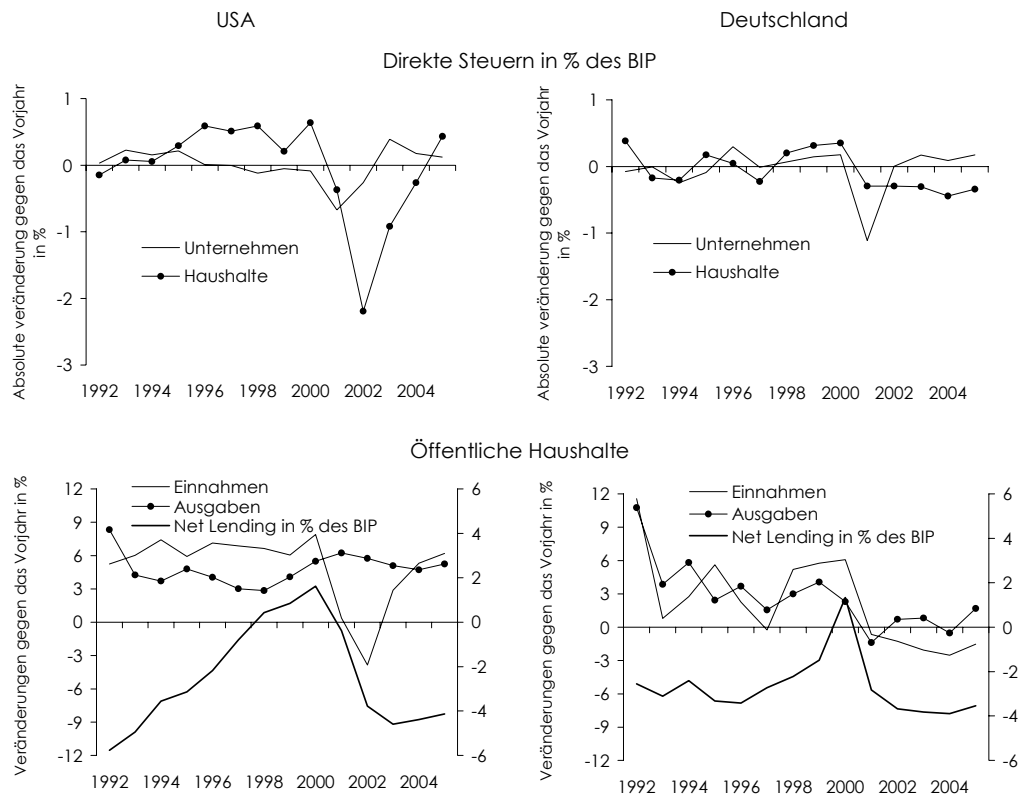 USA
Deutschland
Direkte Steuern in % des BIP
Absolute veränderung gegen das Vorjahr
in %
1
0
-1
-2
-3
Unternehmen
Haushalte
1992 1994 1996 1998 2000 2002 2004
Absolute veränderung gegen das Vorjahr
in %
1
0
-1
-2
-3
Unternehmen
Haushalte
1992 1994 1996 1998 2000 2002 2004
Öffentliche Haushalte
Veränderungen gegen das Vorjahr in %
12
9
6
3
0
-3
-6
-9
-12
Einnahmen
Ausgaben
Net Lending in % des BIP
6
4
2
0
-2
-4
-6
1992 1994 1996 1998 2000 2002 2004
Veränderungen gegen das Vorjahr in %
12
9
6
3
0
-3
-6
-9
-12
Einnahmen
Ausgaben
Net Lending in % des BIP
6
4
2
0
-2
-4
-6
1992 1994 1996 1998 2000 2002 2004